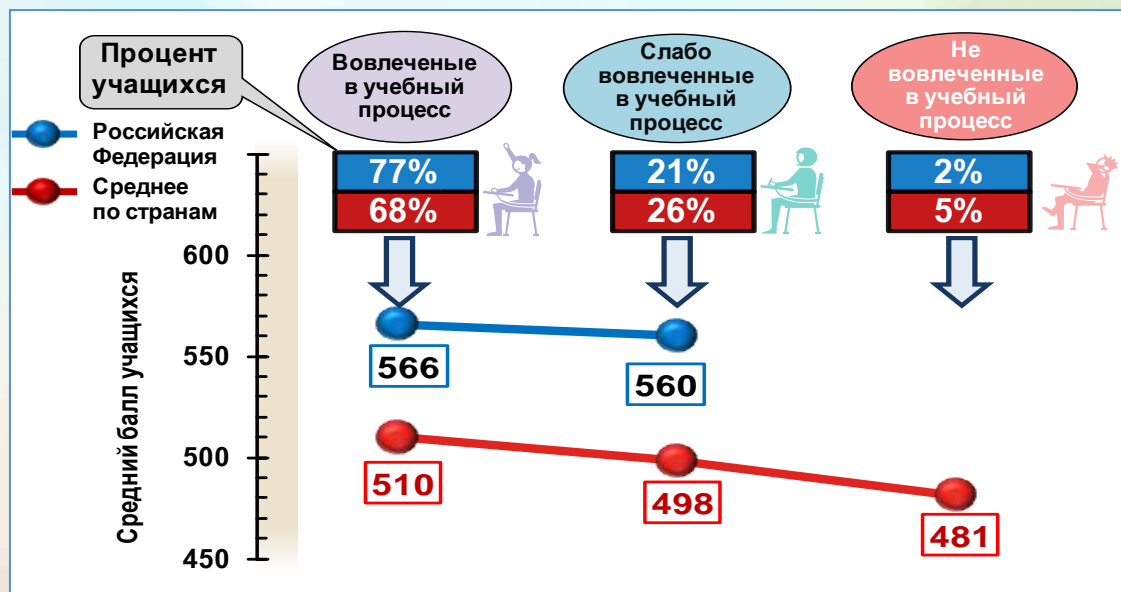 Процент
учащихся
Вовлеченые
в учебный
процесс
Слабо
вовлеченные
в учебный
процесс
Не
вовлеченные
в учебный
процесс
Российская
Федерация
Среднее
по странам
77%
68%
21%
26%
2%
5%
Средний балл учащихся
600
550
500
450
566
560
510
498
481